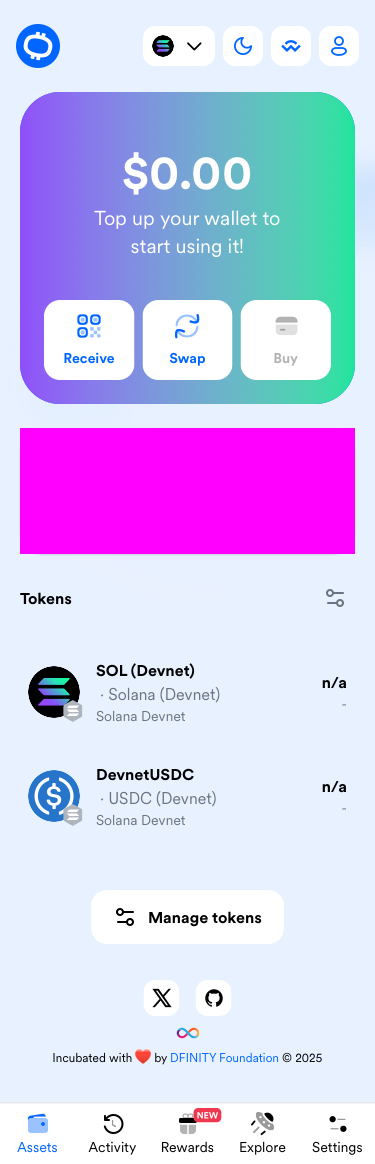 $0.00
Top up your wallet to
start using it!
Receive
Swap
Buy
Tokens
SOL (Devnet)
· Solana (Devnet)
Solana Devnet
n/a
-
DevnetUSDC
· USDC (Devnet)
Solana Devnet
n/a
-
Manage tokens
Incubated with ❤️ by DFINITY Foundation © 2025
NEW
Assets
Activity
Rewards
Explore
Settings